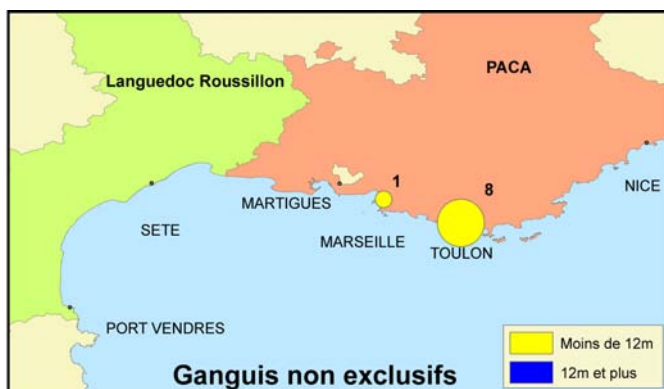 PACA
Languedoc Roussillon
1
8
NICE
MARTIGUES
SETE
MARSEILLE
TOULON
PORT VENDRES
Moins de 12m
Ganguis non exclusifs
12m et plus